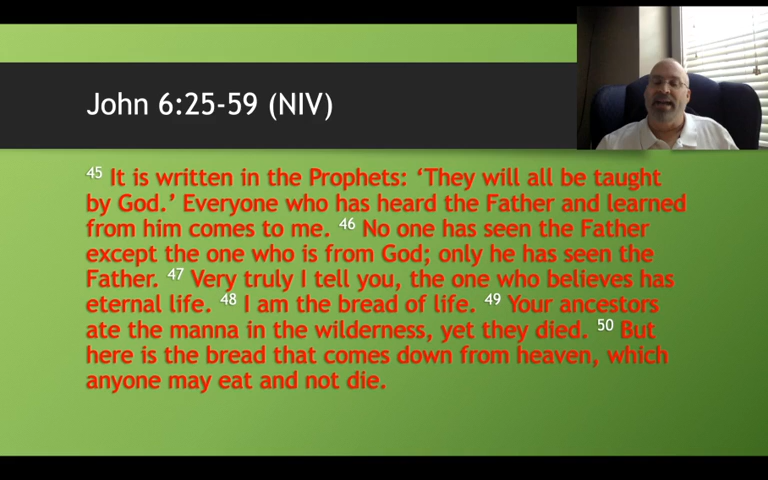 John 6:25-59 (NIV)
45 It is written in the Prophets: ‘They will all be taught
by God.’ Everyone who has heard the Father and learned
from him comes to me. 46 No one has seen the Father
except the one who is from God; only he has seen the
Father. 47 Very truly I tell you, the one who believes has
eternal life. 48 I am the bread of life. 49 Your ancestors
ate the manna in the wilderness, yet they died. 50 But
here is the bread that comes down from heaven, which
anyone may eat and not die.